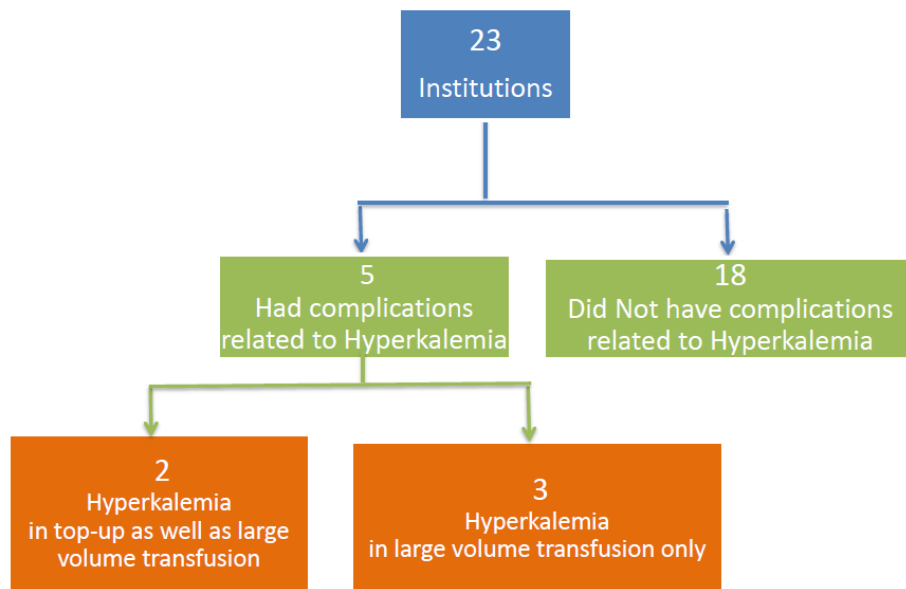 23
Institutions
5
Had complications
related to Hyperkalemia
18
Did Not have complications
related to Hyperkalemia
2
Hyperkalemia
in top-up as well as large
volume transfusion
3
Hyperkalemia
in large volume transfusion only